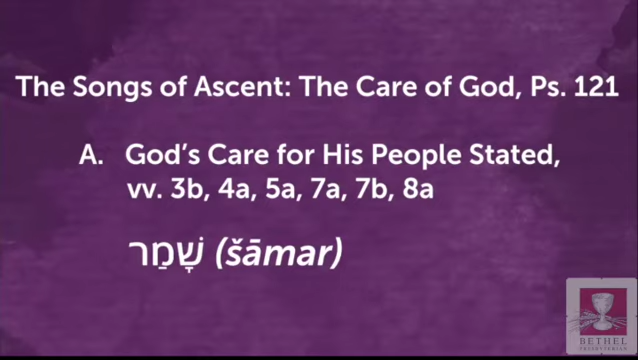 The Songs of Ascent: The Care of God, Ps. 121
A. God's Care for His People Stated,
vv. 3b, 4a, 5a, 7a, 7b, 8a
שָׁמַר (šāmar)
BETHEL
PRESBYTERIAN